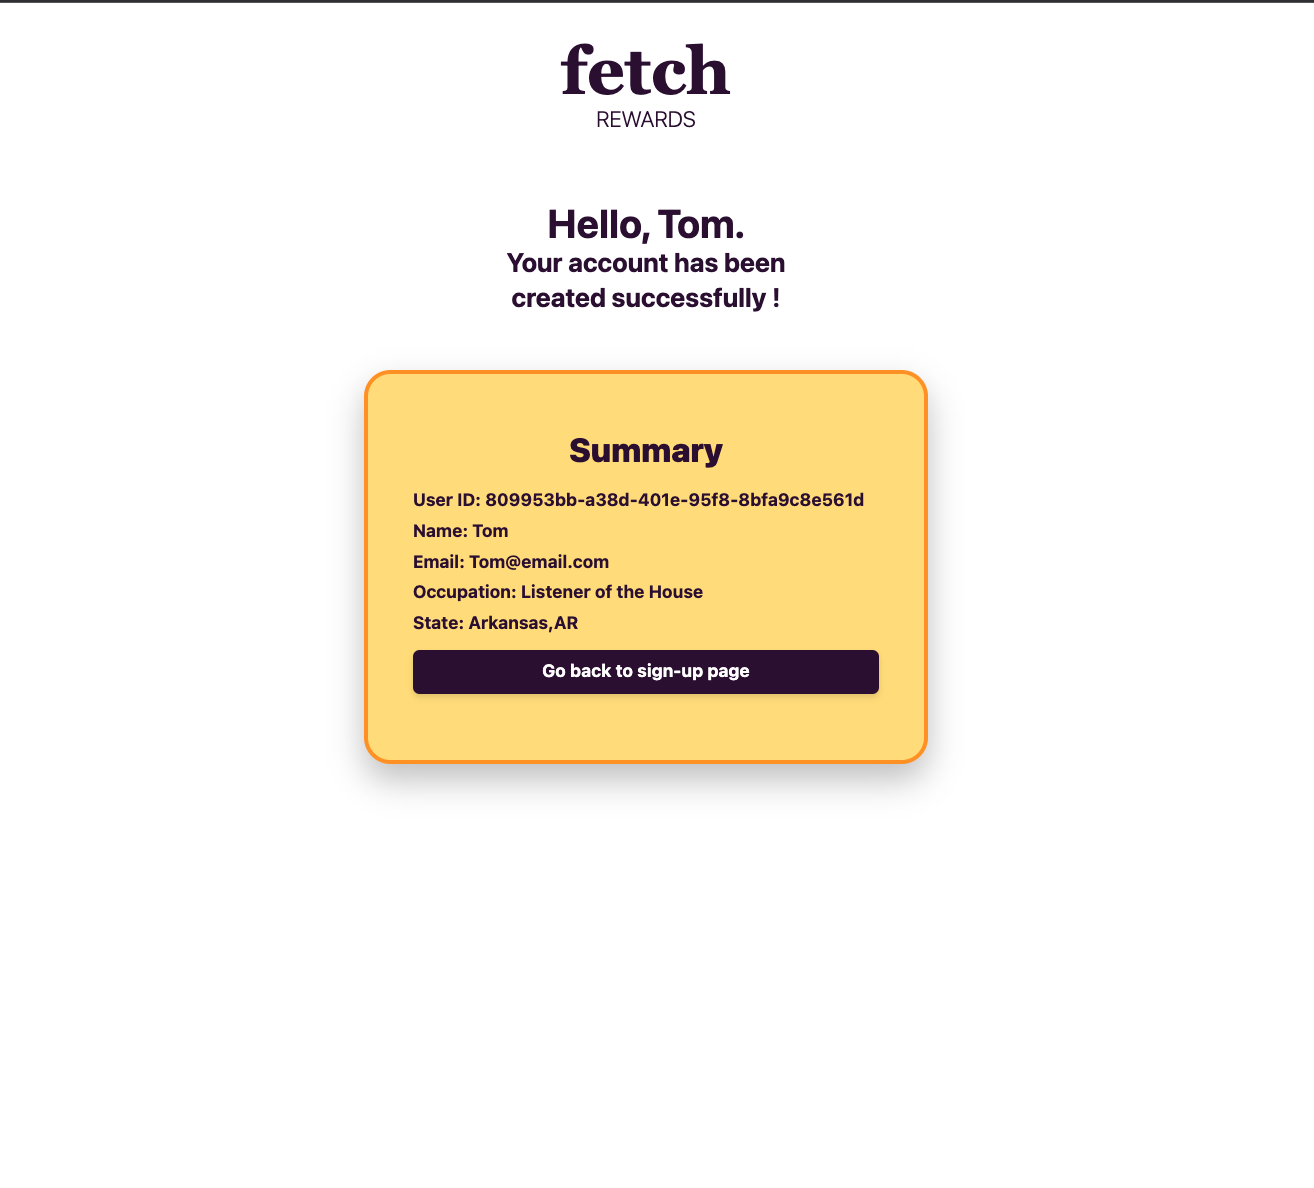 fetch
REWARDS
Hello, Tom.
Your account has been
created successfully !
Summary
User ID: 809953bb-a38d-401e-95f8-8bfa9c8e561d
Name: Tom
Email: Tom@email.com
Occupation: Listener of the House
State: Arkansas,AR
Go back to sign-up page